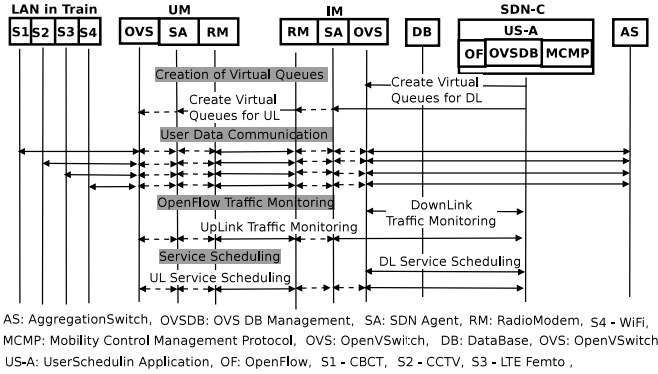 LAN in Train UM IM SDN-C
S1 S2 S3 S4 OVS SA RM RM SA OVS DB US-A AS
OF OVSDB MCMP
Creation of Virtual Queues
Create Virtual
Queues for DL
Create Virtual
Queues for UL
User Data Communication
OpenFlow Traffic Monitoring
DownLink
Traffic Monitoring
UpLink Traffic Monitoring
Service Scheduling
DL Service Scheduling
UL Service Scheduling
AS: AggregationSwitch, OVSDB: OVS DB Management, SA: SDN Agent, RM: RadioModem, S4 - WiFi,
MCMP: Mobility Control Management Protocol, OVS: OpenVSwitch, DB: DataBase, OVS: OpenVSwitch
US-A: UserSchedulin Application, OF: OpenFlow, S1 - CBCT, S2 - CCTV, S3 - LTE Femto ,